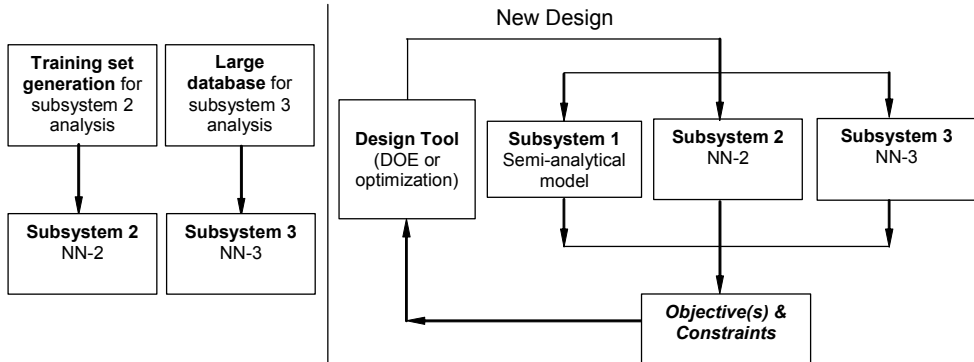 New Design
Training set
generation for
subsystem 2
analysis
Large
database for
subsystem 3
analysis
Subsystem 2
NN-2
Subsystem 3
NN-3
Design Tool
(DOE or
optimization)
Subsystem 1
Semi-analytical
model
Subsystem 2
NN-2
Subsystem 3
NN-3
Objective(s) &
Constraints